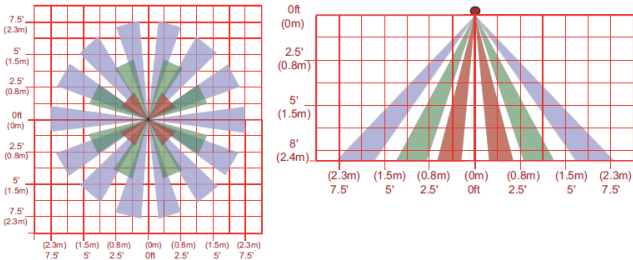 7.5'
(2.3m)
5'
(1.5m)
2.5'
(0.8m)
0ft
(0m)
2.5'
(0.8m)
5'
(1.5m)
7.5'
(2.3m)
(2.3m) (1.5m) (0.8m) (0m) (0.8m) (1.5m) (2.3m)
7.5' 5' 2.5' 0ft 2.5' 5' 7.5'
0ft
(0m)
2.5'
(0.8m)
5'
(1.5m)
8'
(2.4m)
(2.3m) (1.5m) (0.8m) (0m) (0.8m) (1.5m) (2.3m)
7.5' 5' 2.5' 0ft 2.5' 5' 7.5'